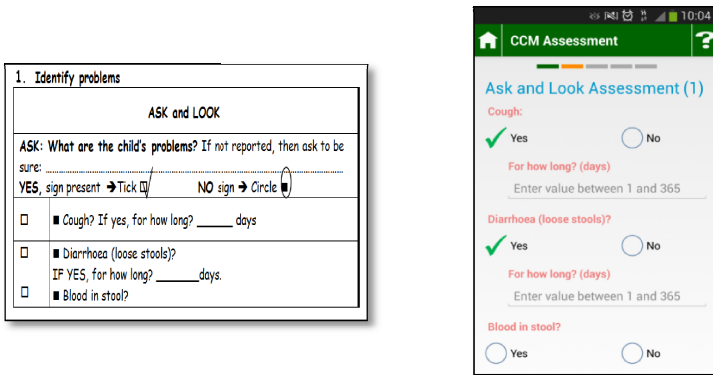 1. Identify problems
ASK and LOOK
ASK: What are the child's problems? If not reported, then ask to be
sure: ........................................................................................................
YES, sign present ➔Tick ☑ NO sign ➔ Circle ■
☐ ■ Cough? If yes, for how long? ______ days
☐ ■ Diarrhoea (loose stools)?
IF YES, for how long? _______days.
☐ ■ Blood in stool?
10:04
CCM Assessment ?
Ask and Look Assessment (1)
Cough:
Yes No
For how long? (days)
Enter value between 1 and 365
Diarrhoea (loose stools)?
Yes No
For how long? (days)
Enter value between 1 and 365
Blood in stool?
Yes No